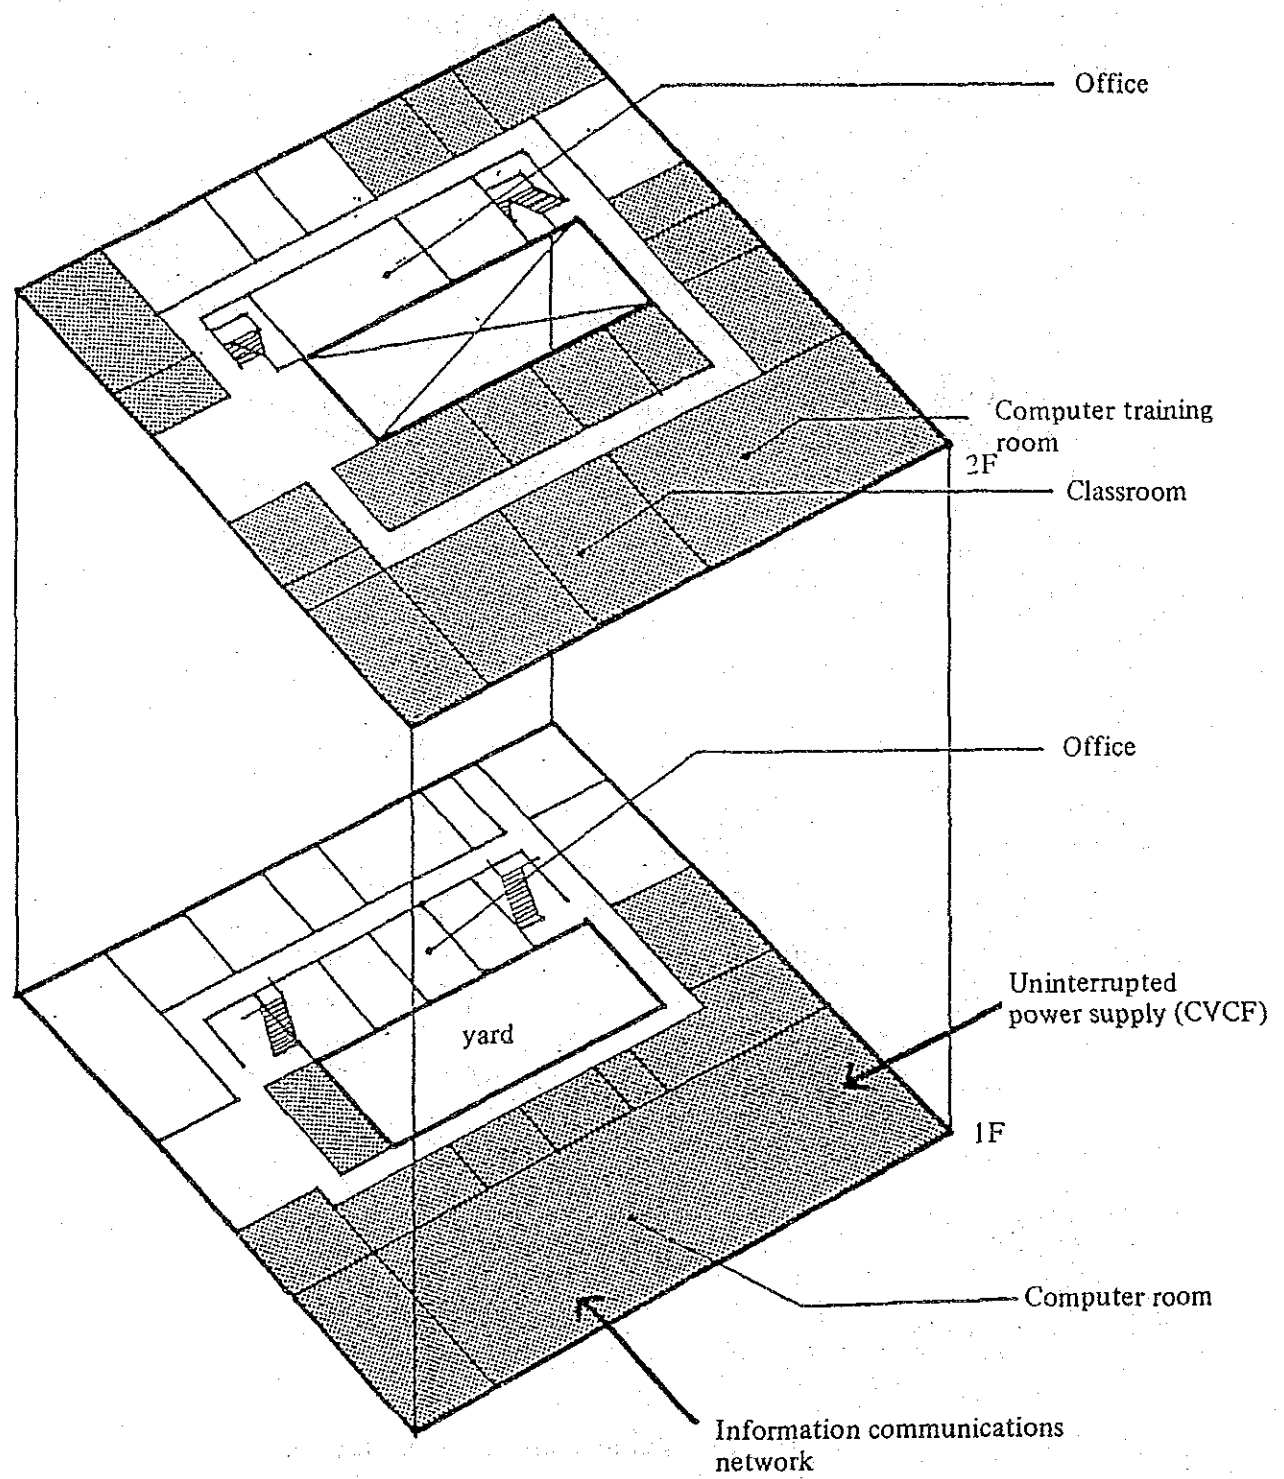 Office
Computer training
room
2F
Classroom
Office
Uninterrupted
power supply (CVCF)
yard
1F
Computer room
Information communications
network